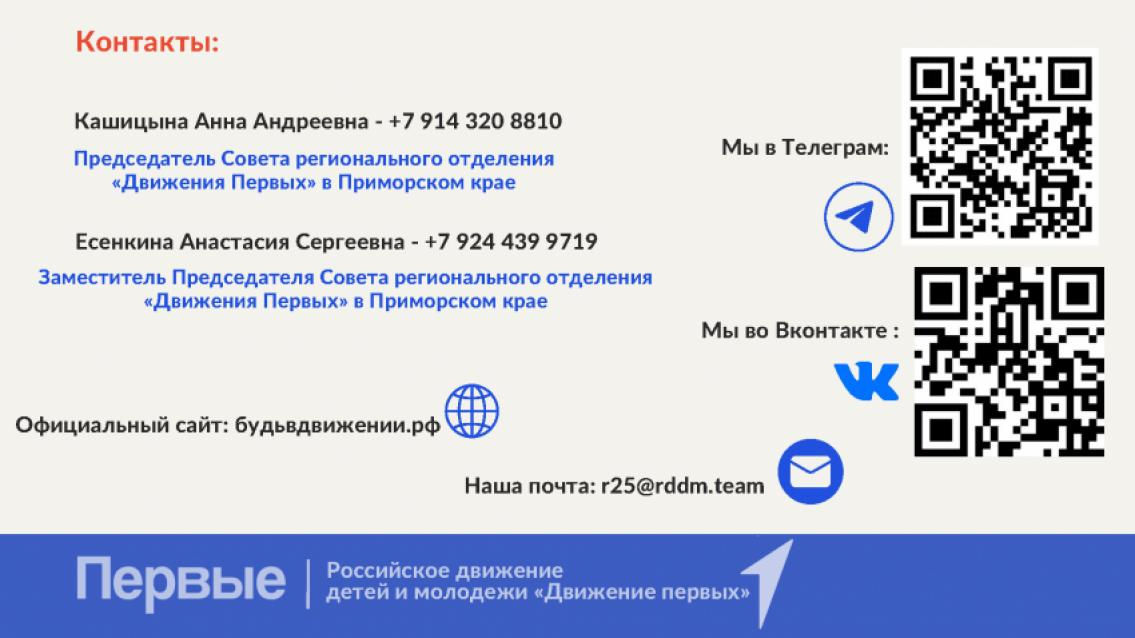 Контакты:
Кашицына Анна Андреевна - +7 914 320 8810
Председатель Совета регионального отделения
«Движения Первых» в Приморском крае
Есенкина Анастасия Сергеевна - +7 924 439 9719
Заместитель Председателя Совета регионального отделения
«Движения Первых» в Приморском крае
Мы в Телеграм:
Мы во Вконтакте :
Официальный сайт: будьвдвижении.рф
Наша почта: r25@rddm.team
Первые
Российское движение
детей и молодежи «Движение первых»